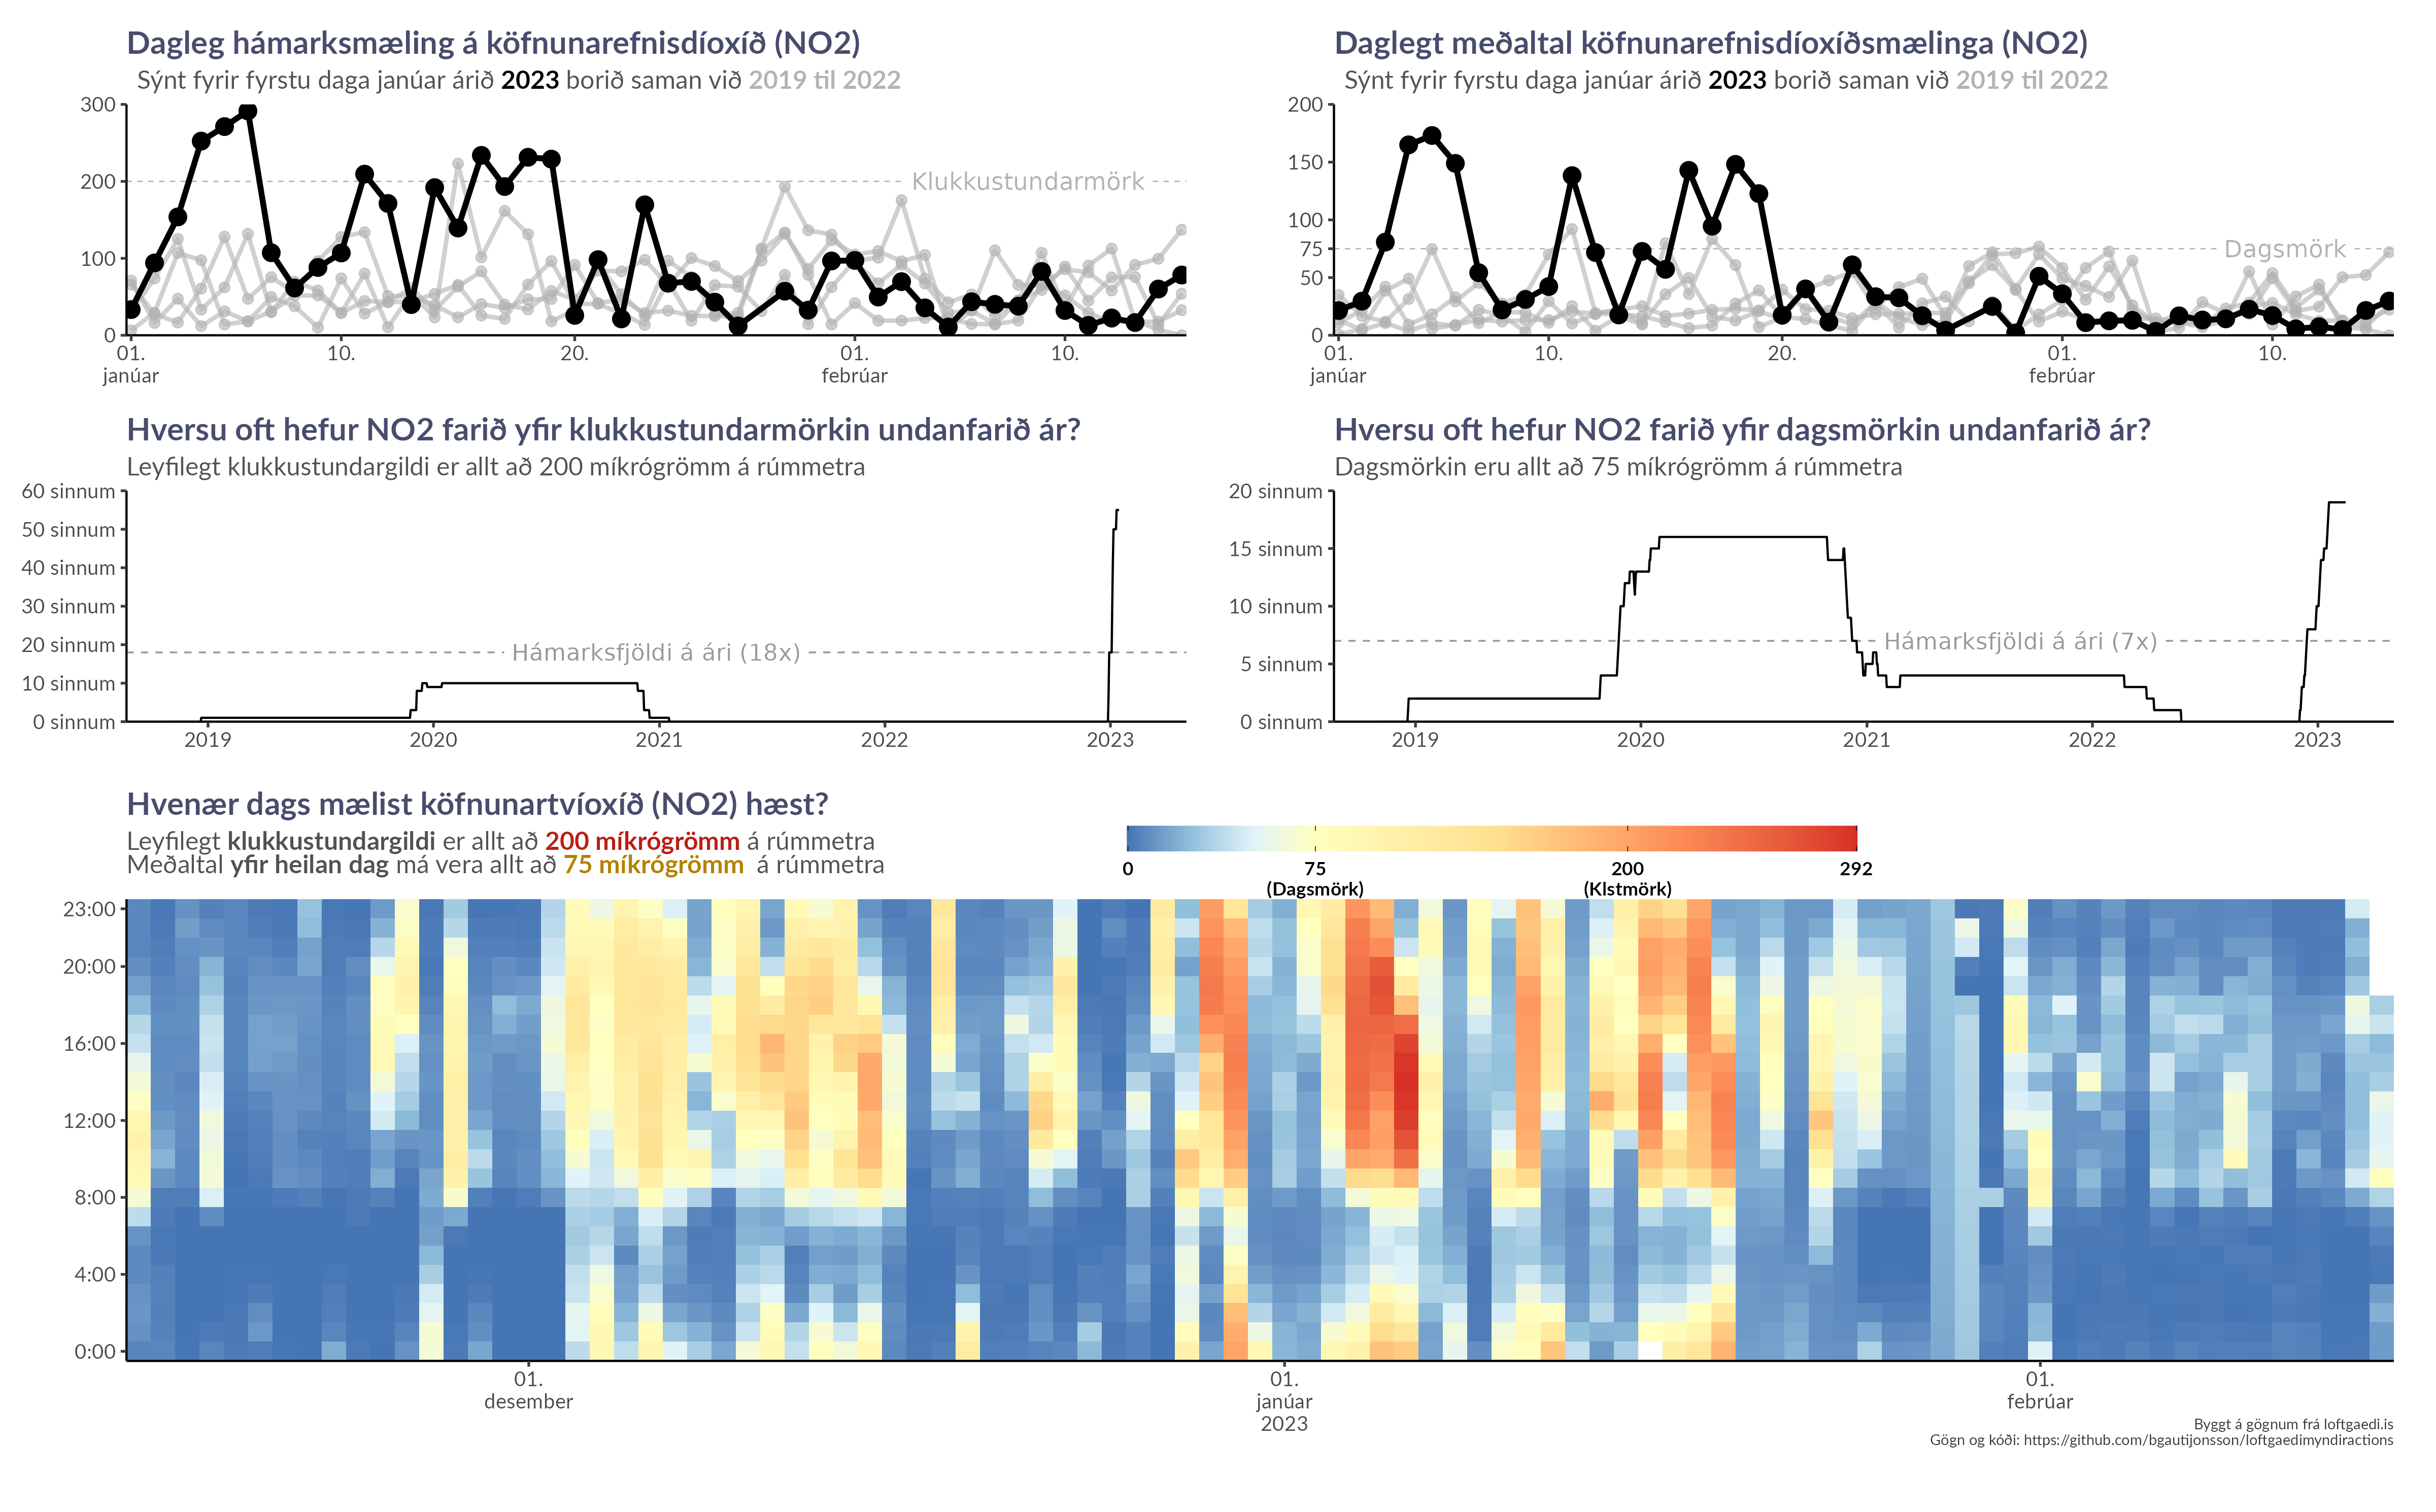 Dagleg hámarksmæling á köfnunarefnisdíoxíð (NO2)
Sýnt fyrir fyrstu daga janúar árið 2023 borið saman við 2019 til 2022
300
200
100
0
Klukkustundarmörk
01.
janúar
10.
20.
01.
febrúar
10.
Daglegt meðaltal köfnunarefnisdíoxíðsmælinga (NO2)
Sýnt fyrir fyrstu daga janúar árið 2023 borið saman við 2019 til 2022
200
150
100
75
50
0
Dagsmörk
01.
janúar
10.
20.
01.
febrúar
10.
Hversu oft hefur NO2 farið yfir klukkustundarmörkin undanfarið ár?
Leyfilegt klukkustundargildi er allt að 200 míkrógrömm á rúmmetra
60 sinnum
50 sinnum
40 sinnum
30 sinnum
20 sinnum
10 sinnum
0 sinnum
Hámarksfjöldi á ári (18x)
2019
2020
2021
2022
2023
Hversu oft hefur NO2 farið yfir dagsmörkin undanfarið ár?
Dagsmörkin eru allt að 75 míkrógrömm á rúmmetra
20 sinnum
15 sinnum
10 sinnum
5 sinnum
0 sinnum
Hámarksfjöldi á ári (7x)
2019
2020
2021
2022
2023
Hvenær dags mælist köfnunartvíoxíð (NO2) hæst?
Leyfilegt klukkustundargildi er allt að 200 míkrógrömm á rúmmetra
Meðaltal yfir heilan dag má vera allt að 75 míkrógrömm á rúmmetra
0
75
(Dagsmörk)
200
(Klstmörk)
292
23:00
20:00
16:00
12:00
8:00
4:00
0:00
01.
desember
01.
janúar
2023
01.
febrúar
Byggt á gögnum frá loftgaedi.is
Gögn og kóði: https://github.com/bgautijonsson/loftgaedimyndiractions